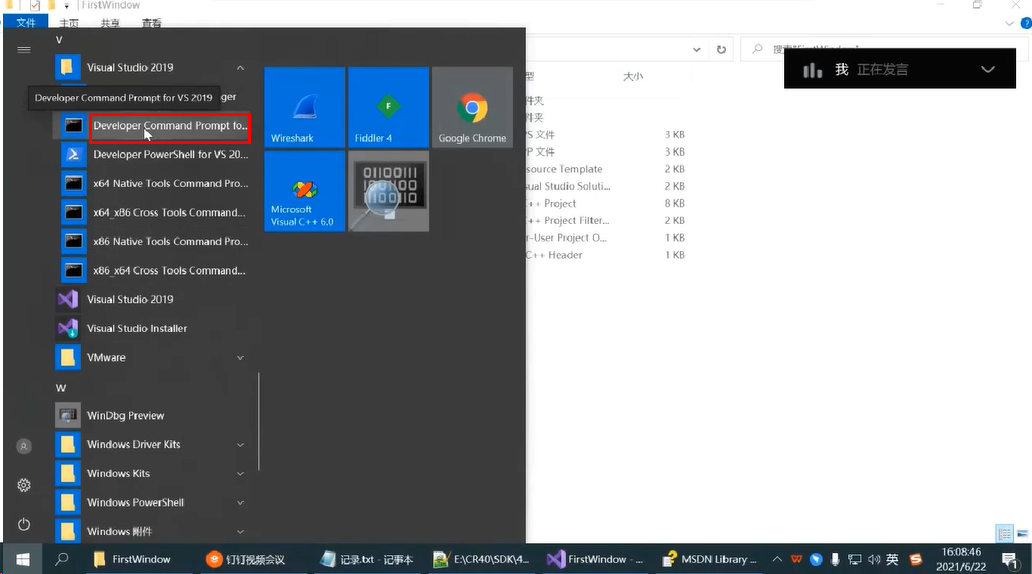 FirstWindow
文件
主页
共享
查看
V
Visual Studio 2019
Developer Command Prompt for VS 2019
ger
Developer Command Prompt fo...
Developer PowerShell for VS 20...
x64 Native Tools Command Pro...
x64_x86 Cross Tools Command...
x86 Native Tools Command Pro...
x86_x64 Cross Tools Command...
Visual Studio 2019
Visual Studio Installer
VMware
W
WinDbg Preview
Windows Driver Kits
Windows Kits
Windows PowerShell
Windows 附件
Wireshark
Fiddler 4
Google Chrome
Microsoft
Visual C++ 6.0
我 正在发言
型
大小
件夹
件夹
PS 文件
3 KB
PP 文件
3 KB
source Template
2 KB
sual Studio Soluti...
2 KB
C++ Project
8 KB
C++ Project Filter...
2 KB
r-User Project O...
1 KB
C++ Header
1 KB
FirstWindow
钉钉视频会议
记录.txt - 记事本
E:\CR40\SDK\4...
FirstWindow - ...
MSDN Library ...
英
16:08:46
2021/6/22
1